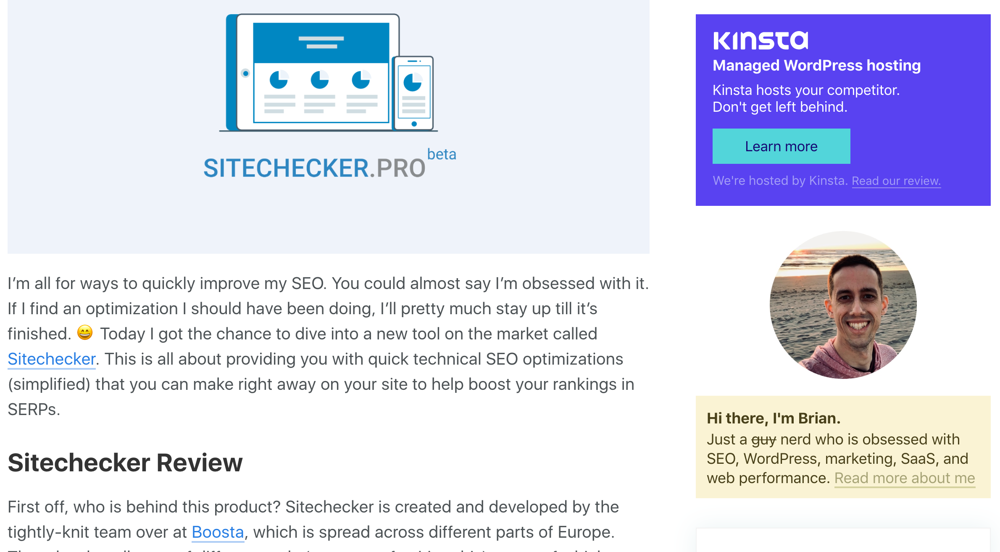 SITECHECKER.PRO beta
I’m all for ways to quickly improve my SEO. You could almost say I’m obsessed with it.
If I find an optimization I should have been doing, I’ll pretty much stay up till it’s
finished. 😄 Today I got the chance to dive into a new tool on the market called
Sitechecker. This is all about providing you with quick technical SEO optimizations
(simplified) that you can make right away on your site to help boost your rankings in
SERPs.
Sitechecker Review
First off, who is behind this product? Sitechecker is created and developed by the
tightly-knit team over at Boosta, which is spread across different parts of Europe.
Kinsta
Managed WordPress hosting
Kinsta hosts your competitor.
Don't get left behind.
Learn more
We're hosted by Kinsta. Read our review.
Hi there, I'm Brian.
Just a guy nerd who is obsessed with
SEO, WordPress, marketing, SaaS, and
web performance. Read more about me